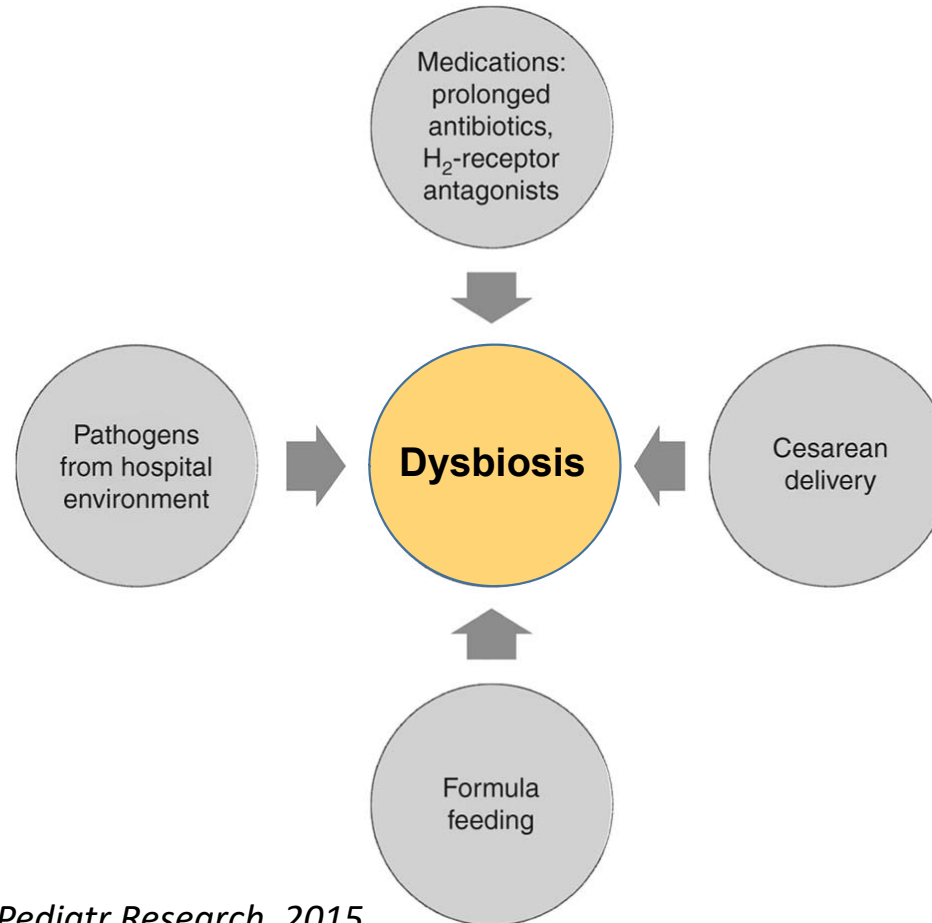 Medications:
prolonged
antibiotics,
H₂-receptor
antagonists
Pathogens
from hospital
environment
Dysbiosis
Cesarean
delivery
Formula
feeding
Pediatr Research, 2015